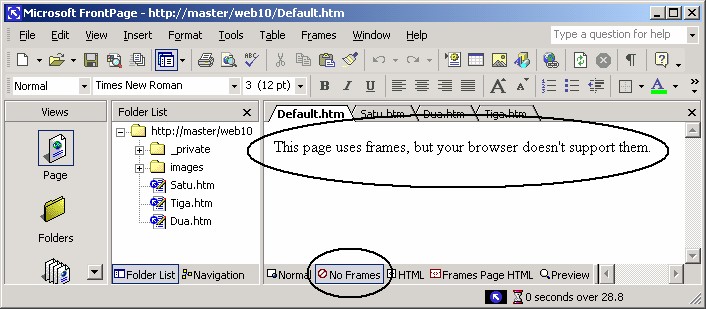 Microsoft FrontPage - http://master/web10/Default.htm
File Edit View Insert Format Tools Table Frames Window Help Type a question for help
Normal Times New Roman 3 (12 pt) B I U A A
Views Folder List Default.htm Satu.htm Dua.htm Tiga.htm
http://master/web10
_private
images
Satu.htm
Tiga.htm
Dua.htm
Page
Folders
This page uses frames, but your browser doesn't support them.
Folder List Navigation Normal No Frames HTML Frames Page HTML Preview
0 seconds over 28.8